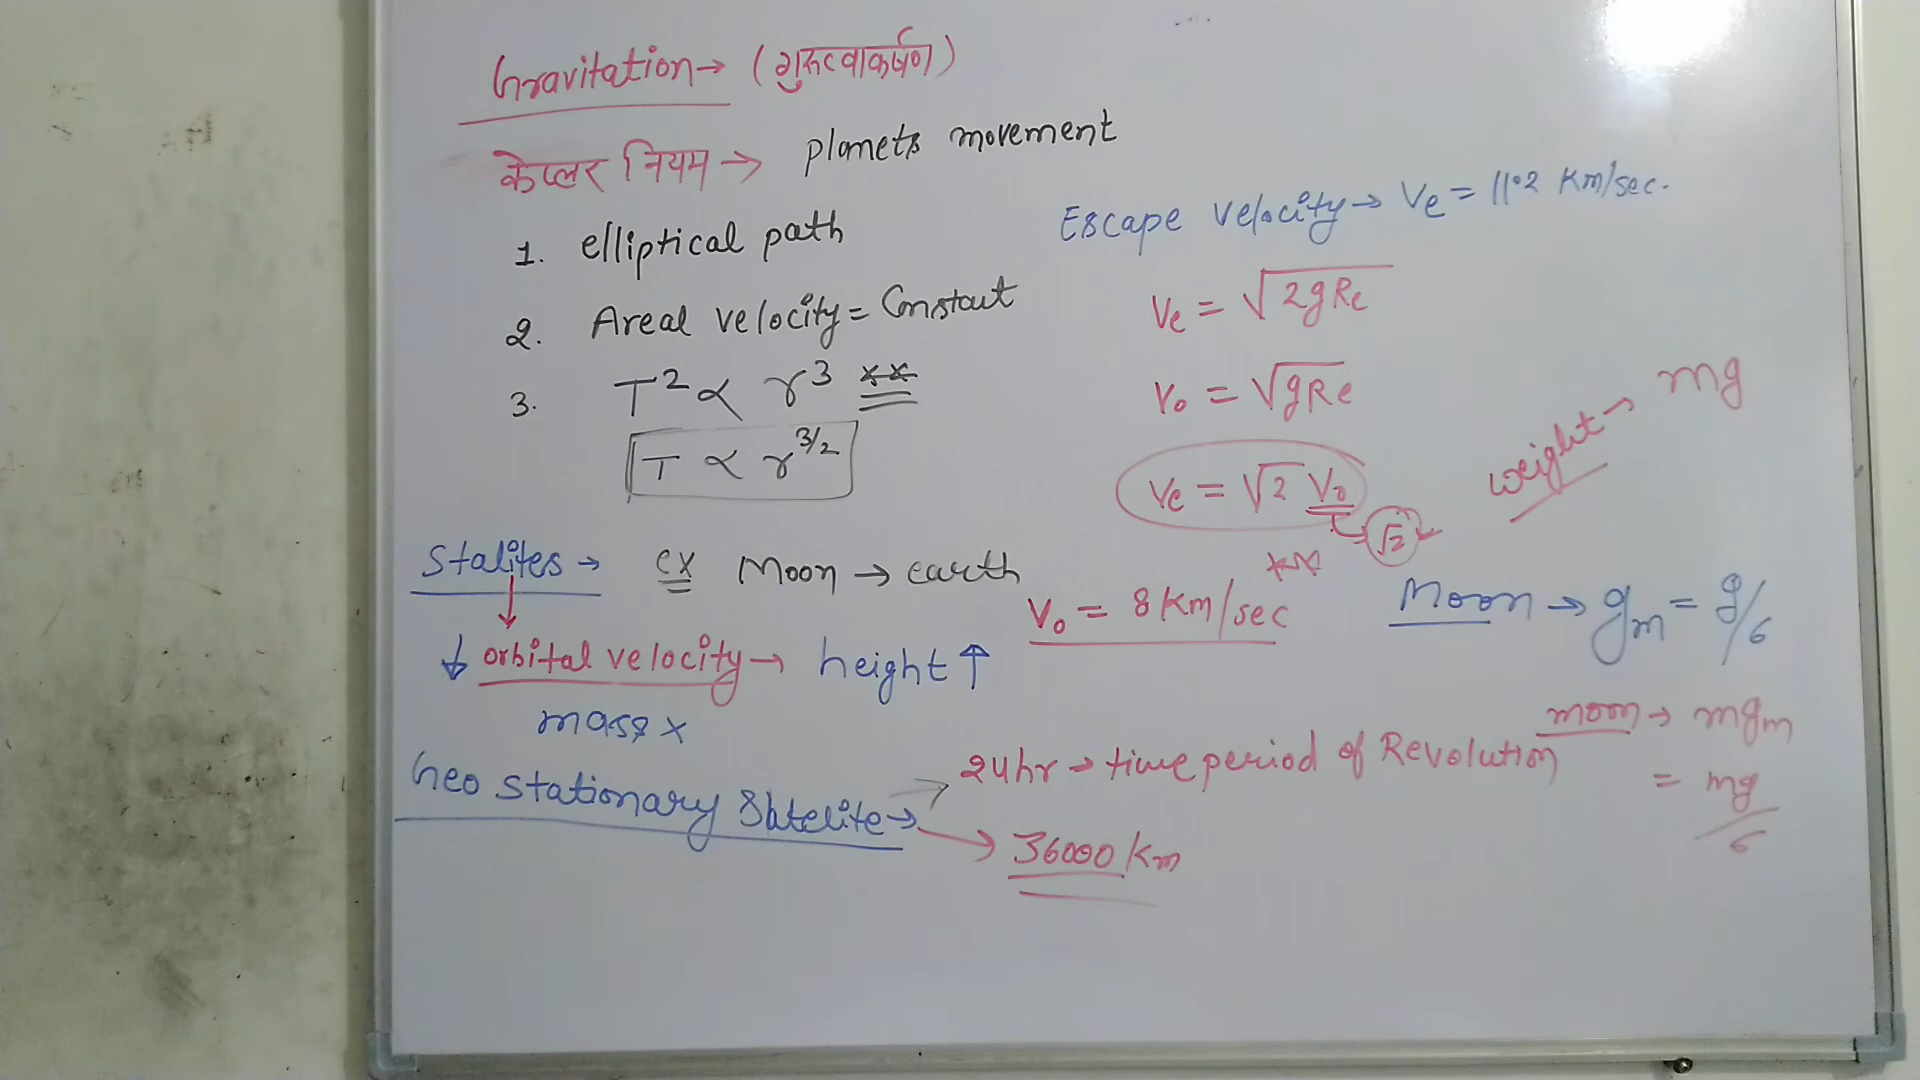 Gravitation → (गुरुत्वाकर्षण)
केप्लर नियम → planets movement
1. elliptical path
2. Areal velocity = Constant
3. T² ∝ r³ **
T ∝ r^3/2
Stalites → ex Moon → earth
↓ orbital velocity → height ↑
mass x
Geo stationary Satelite →
24hr → time period of Revolution
36000 Km
Escape velocity → Ve = 11.2 Km/sec.
Ve = √2gRe
Vo = √gRe
Ve = √2 Vo
√2
***
Vo = 8 Km/sec
weight → mg
Moon → gm = g/6
moon → mgm
= mg/6